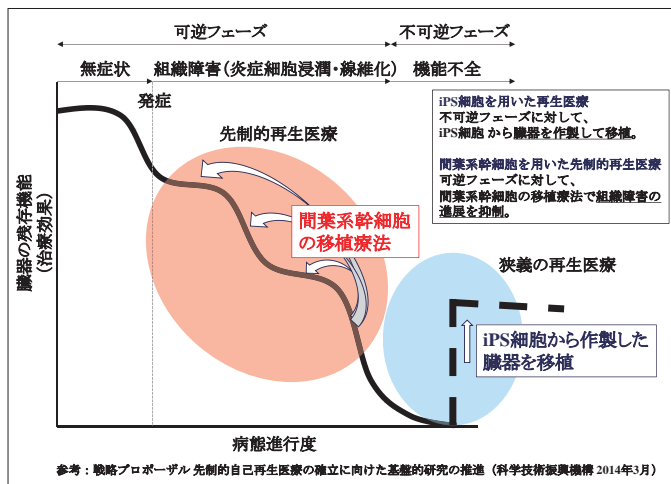 可逆フェーズ
不可逆フェーズ
無症状
組織障害（炎症細胞浸潤・線維化）
機能不全
発症
先制的再生医療
iPS細胞を用いた再生医療
不可逆フェーズに対して、
iPS細胞 から臓器を作製して移植。
間葉系幹細胞を用いた先制的再生医療
可逆フェーズに対して、
間葉系幹細胞の移植療法で組織障害の
進展を抑制。
間葉系幹細胞
の移植療法
臓器の残存機能
（治療効果）
狭義の再生医療
iPS細胞から作製した
臓器を移植
病態進行度
参考：戦略プロポーザル 先制的自己再生医療の確立に向けた基盤的研究の推進（科学技術振興機構 2014年3月）